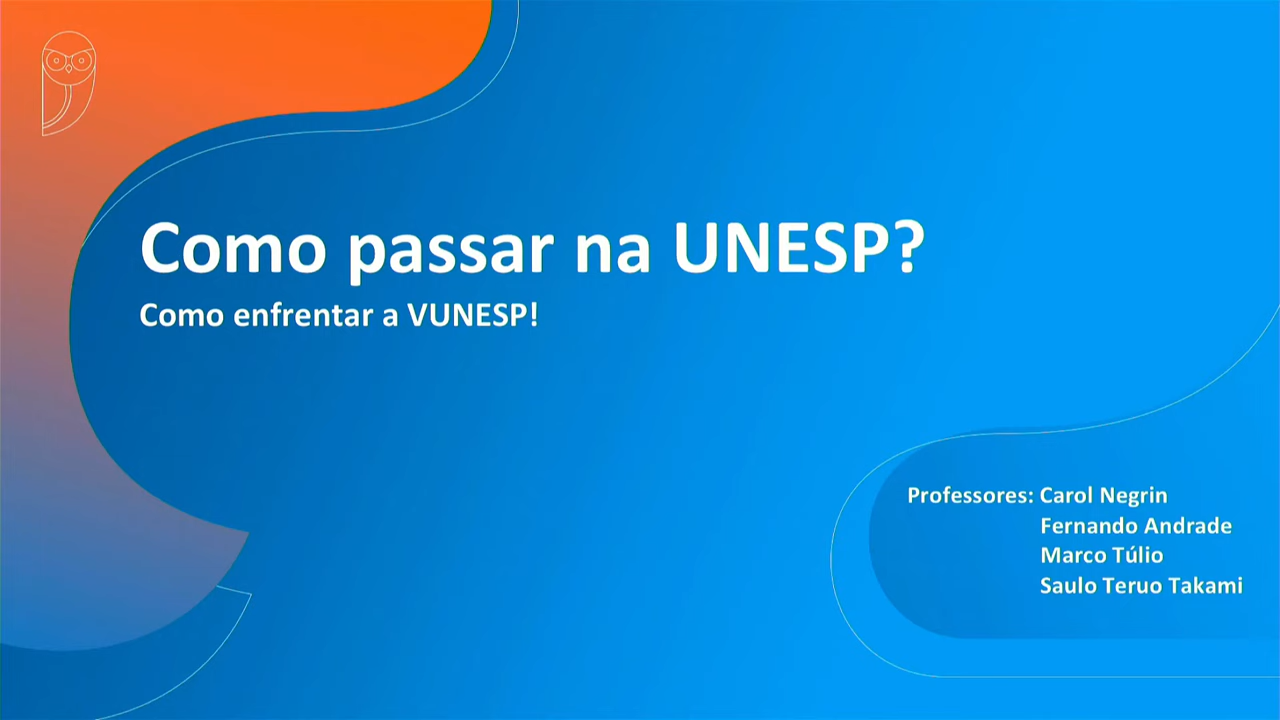 Como passar na UNESP?
Como enfrentar a VUNESP!
Professores: Carol Negrin
Fernando Andrade
Marco Túlio
Saulo Teruo Takami